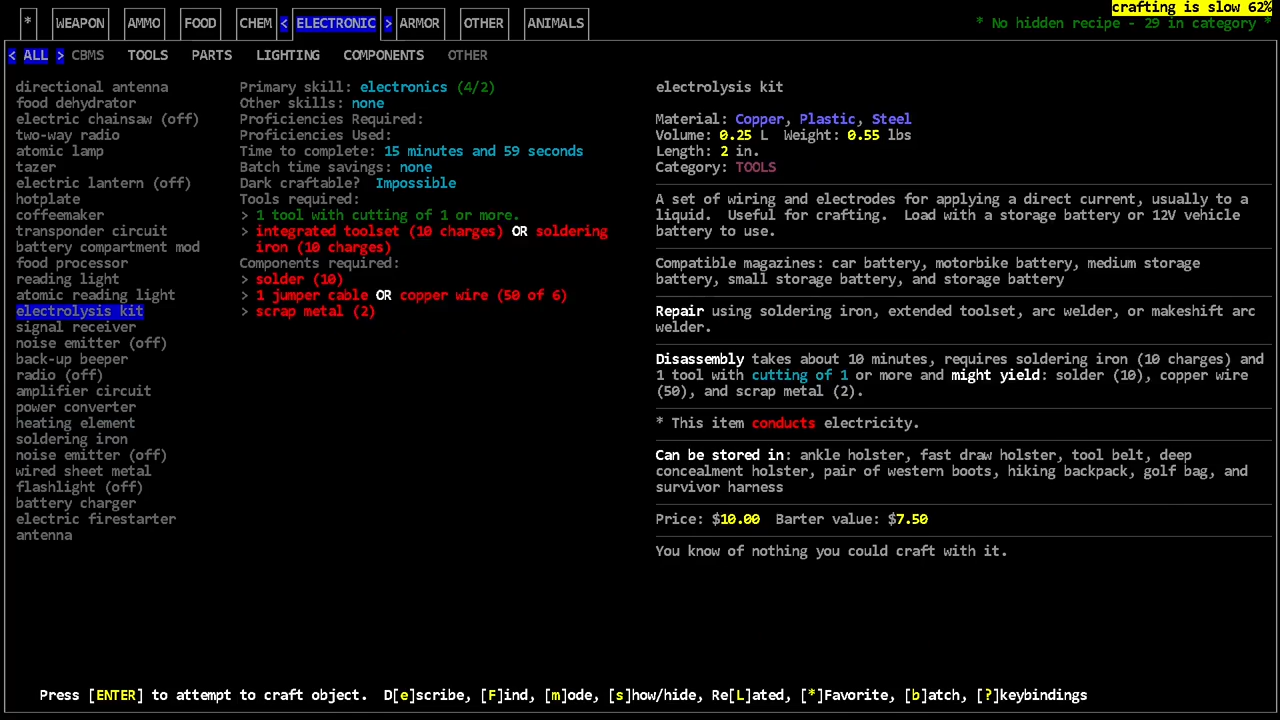 crafting is slow 62%
* WEAPON AMMO FOOD CHEM < ELECTRONIC > ARMOR OTHER ANIMALS
* No hidden recipe - 29 in category *
< ALL > CBMS TOOLS PARTS LIGHTING COMPONENTS OTHER
directional antenna
food dehydrator
electric chainsaw (off)
two-way radio
atomic lamp
tazer
electric lantern (off)
hotplate
coffeemaker
transponder circuit
battery compartment mod
food processor
reading light
atomic reading light
electrolysis kit
signal receiver
noise emitter (off)
back-up beeper
radio (off)
amplifier circuit
power converter
heating element
soldering iron
noise emitter (off)
wired sheet metal
flashlight (off)
battery charger
electric firestarter
antenna
Primary skill: electronics (4/2)
Other skills: none
Proficiencies Required:
Proficiencies Used:
Time to complete: 15 minutes and 59 seconds
Batch time savings: none
Dark craftable? Impossible
Tools required:
> 1 tool with cutting of 1 or more.
> integrated toolset (10 charges) OR soldering
iron (10 charges)
Components required:
> solder (10)
> 1 jumper cable OR copper wire (50 of 6)
> scrap metal (2)
electrolysis kit
Material: Copper, Plastic, Steel
Volume: 0.25 L Weight: 0.55 lbs
Length: 2 in.
Category: TOOLS
A set of wiring and electrodes for applying a direct current, usually to a
liquid. Useful for crafting. Load with a storage battery or 12V vehicle
battery to use.
Compatible magazines: car battery, motorbike battery, medium storage
battery, small storage battery, and storage battery
Repair using soldering iron, extended toolset, arc welder, or makeshift arc
welder.
Disassembly takes about 10 minutes, requires soldering iron (10 charges) and
1 tool with cutting of 1 or more and might yield: solder (10), copper wire
(50), and scrap metal (2).
* This item conducts electricity.
Can be stored in: ankle holster, fast draw holster, tool belt, deep
concealment holster, pair of western boots, hiking backpack, golf bag, and
survivor harness
Price: $10.00 Barter value: $7.50
You know of nothing you could craft with it.
Press [ENTER] to attempt to craft object. D[e]scribe, [F]ind, [m]ode, [s]how/hide, Re[L]ated, [*]Favorite, [b]atch, [?]keybindings